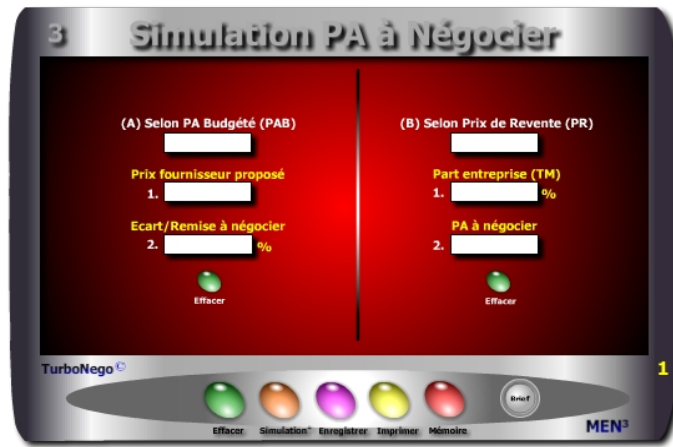 3 Simulation PA à Négocier
(A) Selon PA Budgété (PAB)
Prix fournisseur proposé
1.
Ecart/Remise à négocier
2. %
Effacer
(B) Selon Prix de Revente (PR)
Part entreprise (TM)
1. %
PA à négocier
2.
Effacer
TurboNego© 1
Effacer Simulation+ Enregistrer Imprimer Mémoire Brief
MEN³